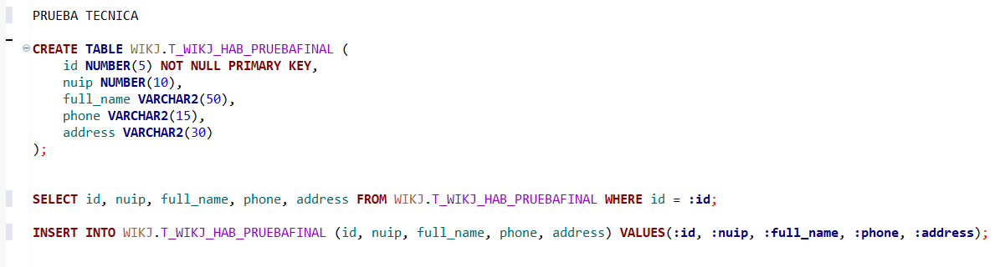 PRUEBA TECNICA
CREATE TABLE WIKJ.T_WIKJ_HAB_PRUEBAFINAL (
id NUMBER(5) NOT NULL PRIMARY KEY,
nuip NUMBER(10),
full_name VARCHAR2(50),
phone VARCHAR2(15),
address VARCHAR2(30)
);
SELECT id, nuip, full_name, phone, address FROM WIKJ.T_WIKJ_HAB_PRUEBAFINAL WHERE id = :id;
INSERT INTO WIKJ.T_WIKJ_HAB_PRUEBAFINAL (id, nuip, full_name, phone, address) VALUES(:id, :nuip, :full_name, :phone, :address);